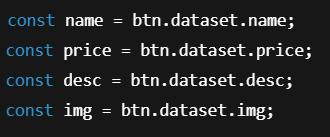 const name = btn.dataset.name;
const price = btn.dataset.price;
const desc = btn.dataset.desc;
const img = btn.dataset.img;